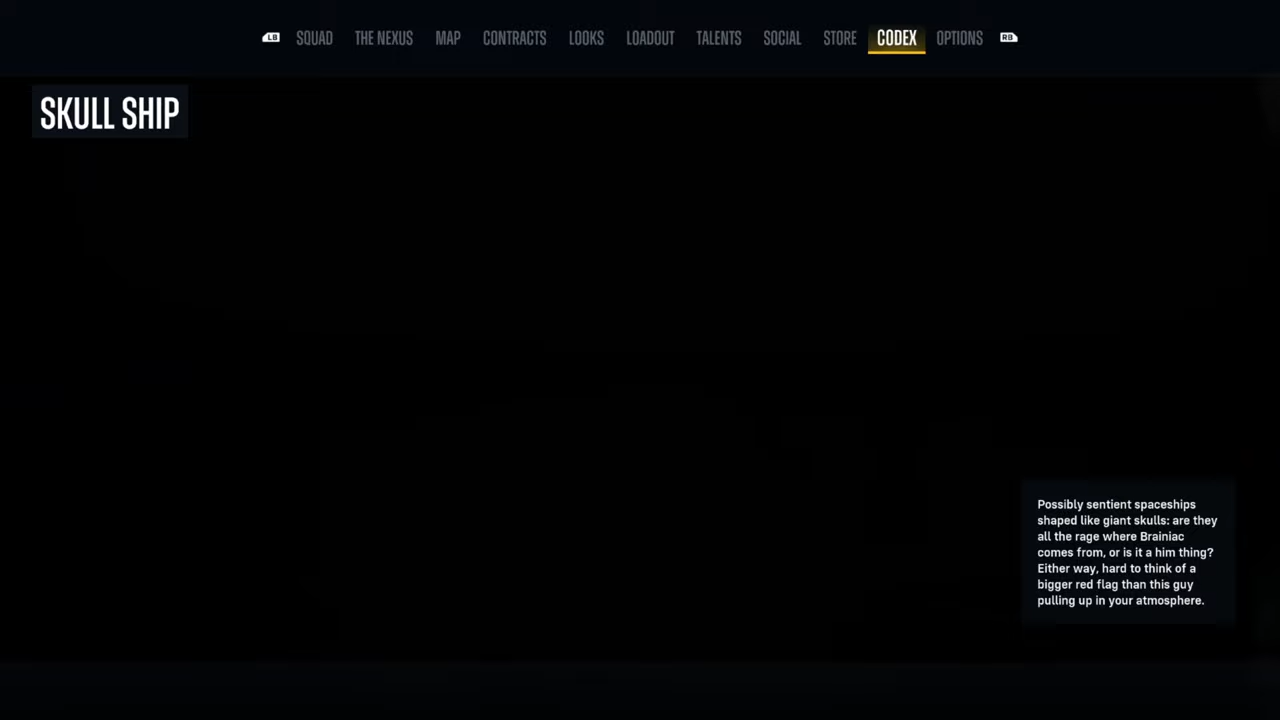 LB SQUAD THE NEXUS MAP CONTRACTS LOOKS LOADOUT TALENTS SOCIAL STORE CODEX OPTIONS RB
SKULL SHIP
Possibly sentient spaceships
shaped like giant skulls: are they
all the rage where Brainiac
comes from, or is it a him thing?
Either way, hard to think of a
bigger red flag than this guy
pulling up in your atmosphere.